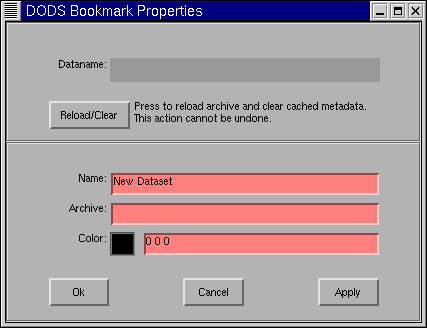 DODS Bookmark Properties
Dataname:
Reload/Clear
Press to reload archive and clear cached metadata.
This action cannot be undone.
Name: New Dataset
Archive:
Color: 0 0 0
Ok Cancel Apply